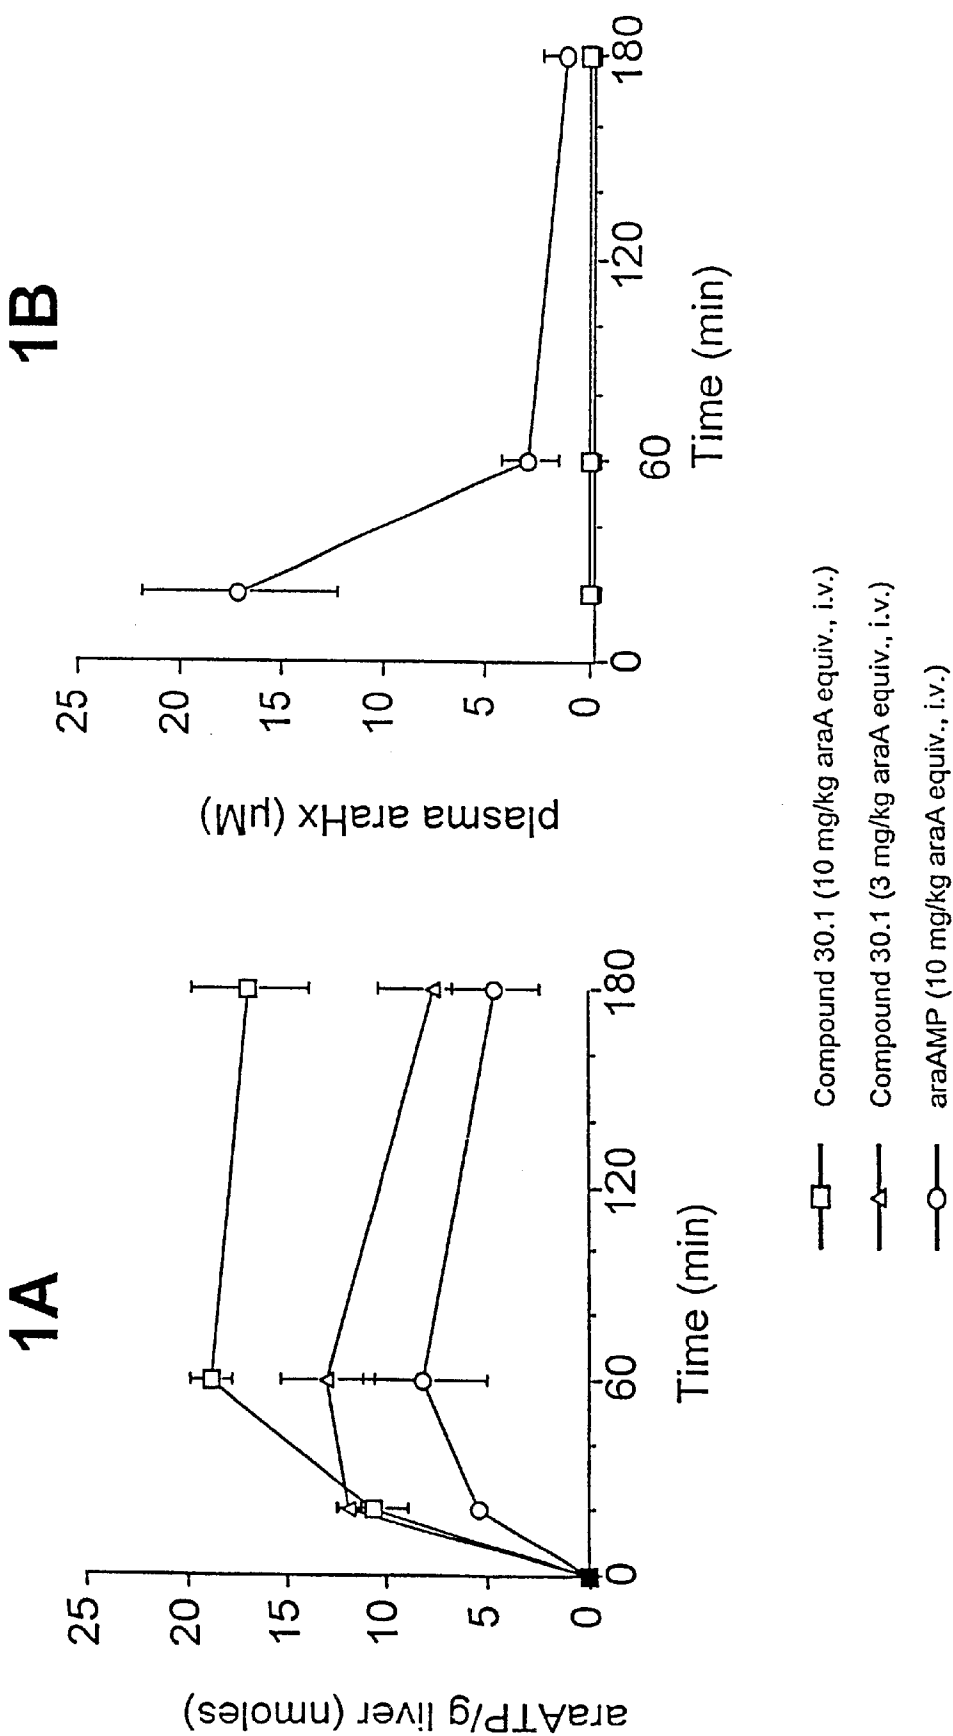 1A
araATP/g liver (nmoles)
25
20
15
10
5
0
0
60
120
180
Time (min)
1B
plasma araHx (µM)
25
20
15
10
5
0
0
60
120
180
Time (min)
Compound 30.1 (10 mg/kg araA equiv., i.v.)
Compound 30.1 (3 mg/kg araA equiv., i.v.)
araAMP (10 mg/kg araA equiv., i.v.)